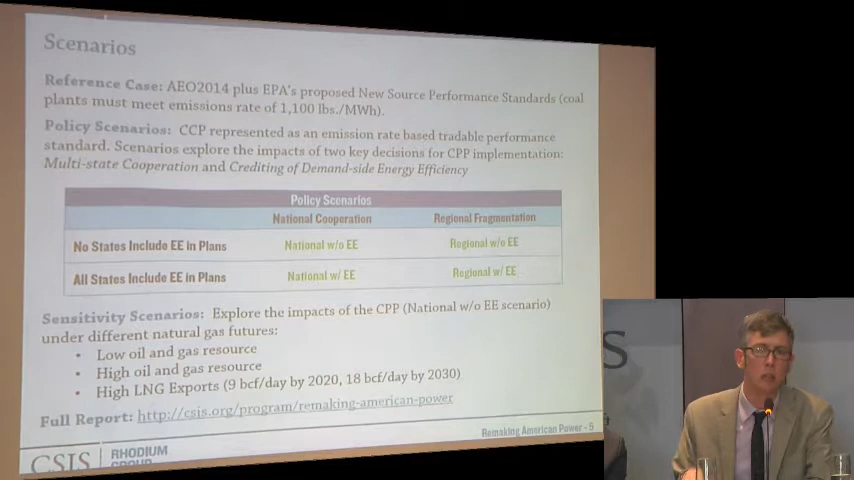 Scenarios
Reference Case: AEO2014 plus EPA's proposed New Source Performance Standards (coal
plants must meet emissions rate of 1,100 lbs./MWh).
Policy Scenarios: CCP represented as an emission rate based tradable performance
standard. Scenarios explore the impacts of two key decisions for CPP implementation:
Multi-state Cooperation and Crediting of Demand-side Energy Efficiency
Policy Scenarios
National Cooperation Regional Fragmentation
No States Include EE in Plans National w/o EE Regional w/o EE
All States Include EE in Plans National w/ EE Regional w/ EE
Sensitivity Scenarios: Explore the impacts of the CPP (National w/o EE scenario)
under different natural gas futures:
• Low oil and gas resource
• High oil and gas resource
• High LNG Exports (9 bcf/day by 2020, 18 bcf/day by 2030)
Full Report: http://csis.org/program/remaking-american-power
Remaking American Power - 5
CSIS | RHODIUM
GROUP
S